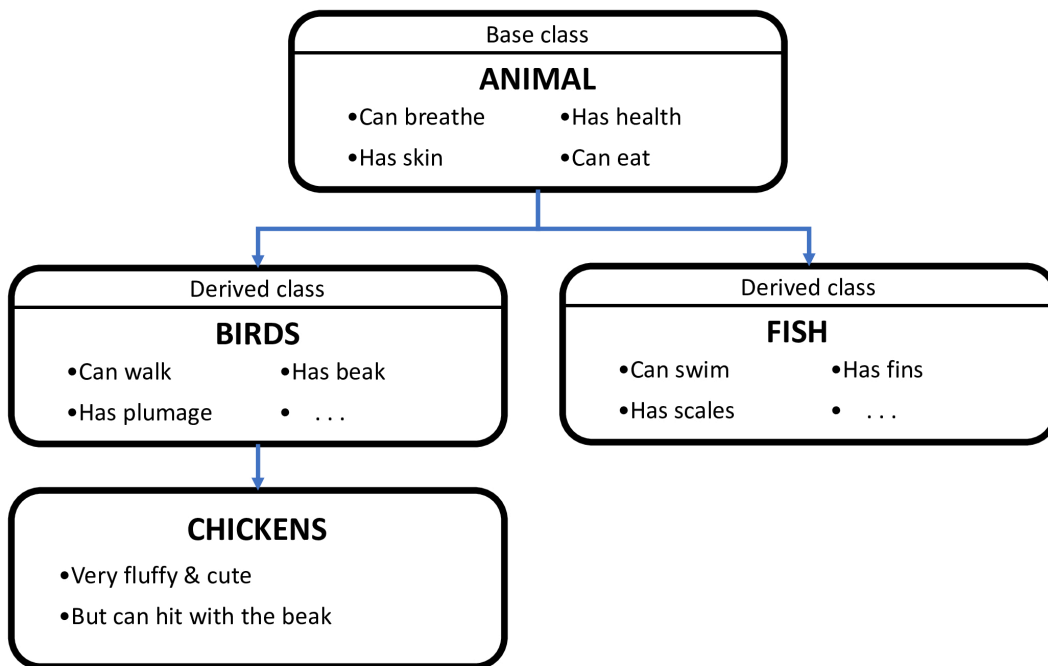 Base class
ANIMAL
•Can breathe •Has health
•Has skin •Can eat
Derived class
BIRDS
•Can walk •Has beak
•Has plumage • . . .
Derived class
FISH
•Can swim •Has fins
•Has scales • . . .
CHICKENS
•Very fluffy & cute
•But can hit with the beak